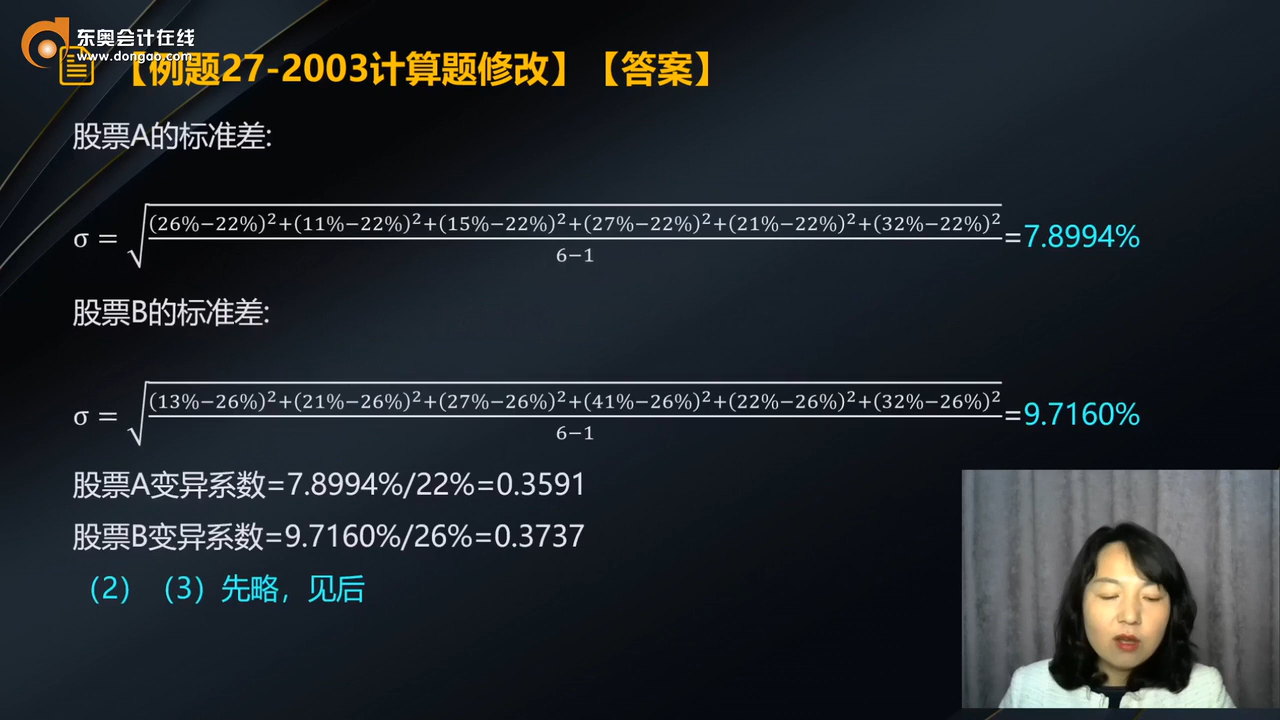 东奥会计在线
www.dongao.com
【例题27-2003计算题修改】【答案】
股票A的标准差:
σ = √((26%−22%)²+(11%−22%)²+(15%−22%)²+(27%−22%)²+(21%−22%)²+(32%−22%)² / 6−1) =7.8994%
股票B的标准差:
σ = √((13%−26%)²+(21%−26%)²+(27%−26%)²+(41%−26%)²+(22%−26%)²+(32%−26%)² / 6−1) =9.7160%
股票A变异系数=7.8994%/22%=0.3591
股票B变异系数=9.7160%/26%=0.3737
（2）（3）先略，见后